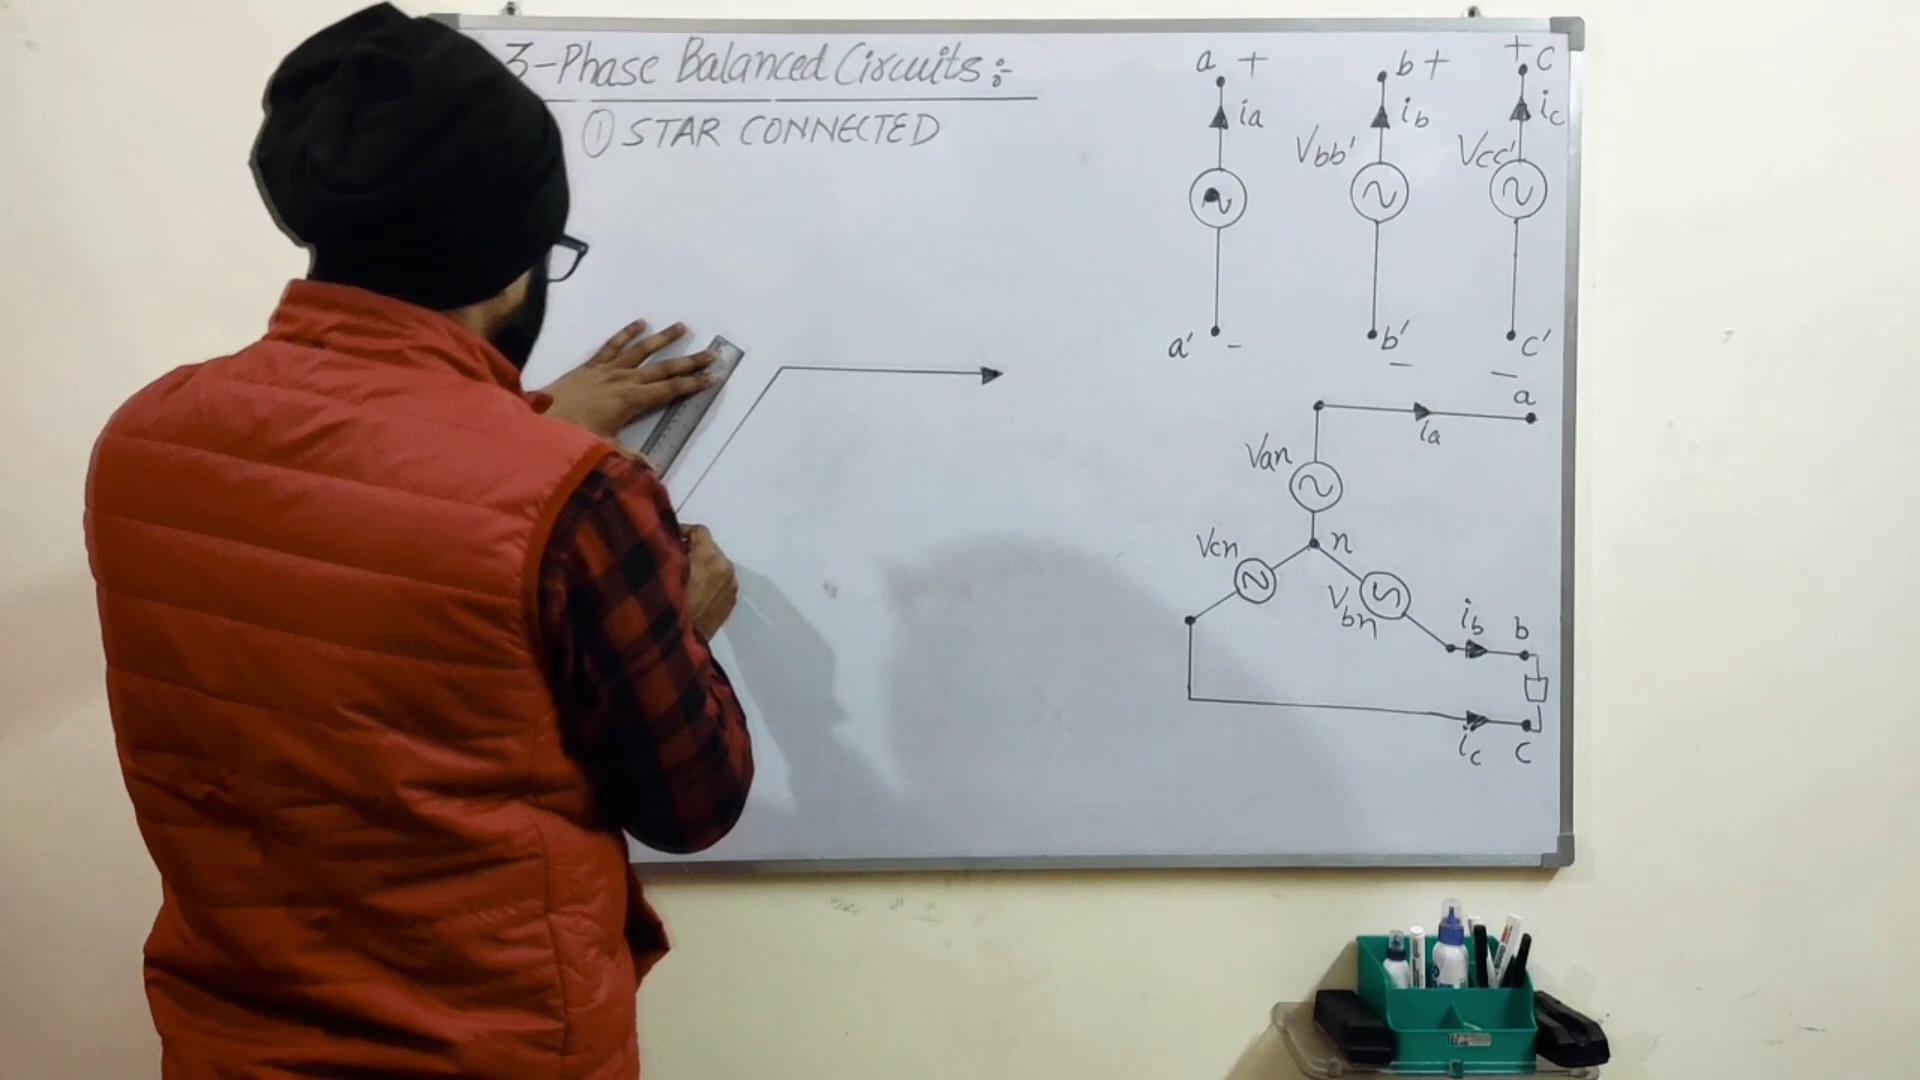 3-Phase Balanced Circuits:-
① STAR CONNECTED
a +
b +
+ c
ia
ib
ic
Vbb'
Vcc'
a' -
b' -
c' -
a
ia
Van
Vcn
n
Vbn
ib
b
ic
c